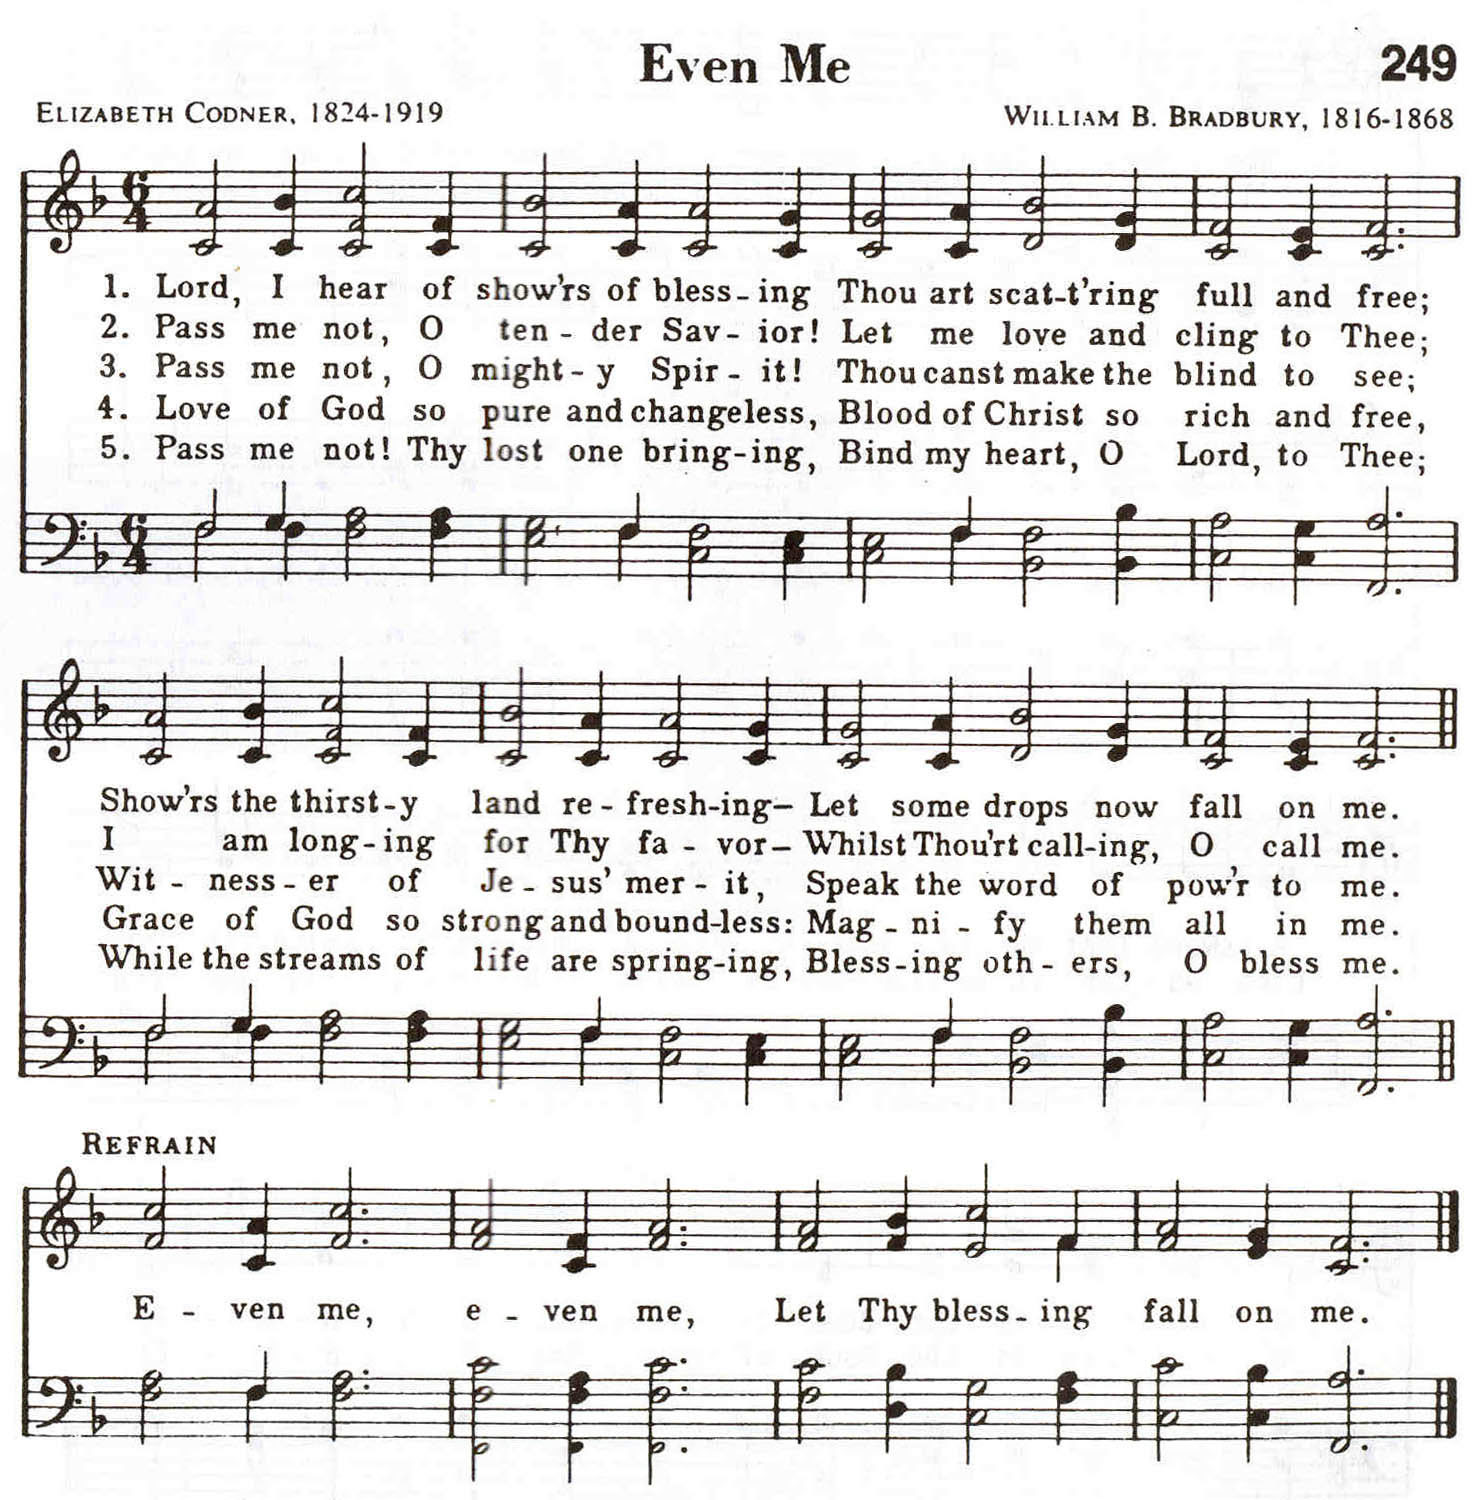 Even Me
249
ELIZABETH CODNER, 1824-1919
WILLIAM B. BRADBURY, 1816-1868
6
4
1. Lord, I hear of show'rs of bless-ing Thou art scat-t'ring full and free;
2. Pass me not, O ten-der Sav-ior! Let me love and cling to Thee;
3. Pass me not, O might-y Spir-it! Thou canst make the blind to see;
4. Love of God so pure and changeless, Blood of Christ so rich and free,
5. Pass me not! Thy lost one bring-ing, Bind my heart, O Lord, to Thee;
6
4
Show'rs the thirst-y land re-fresh-ing— Let some drops now fall on me.
I am long-ing for Thy fa-vor— Whilst Thou'rt call-ing, O call me.
Wit-ness-er of Je-sus' mer-it, Speak the word of pow'r to me.
Grace of God so strong and bound-less: Mag-ni-fy them all in me.
While the streams of life are spring-ing, Bless-ing oth-ers, O bless me.
REFRAIN
E-ven me, e-ven me, Let Thy bless-ing fall on me.